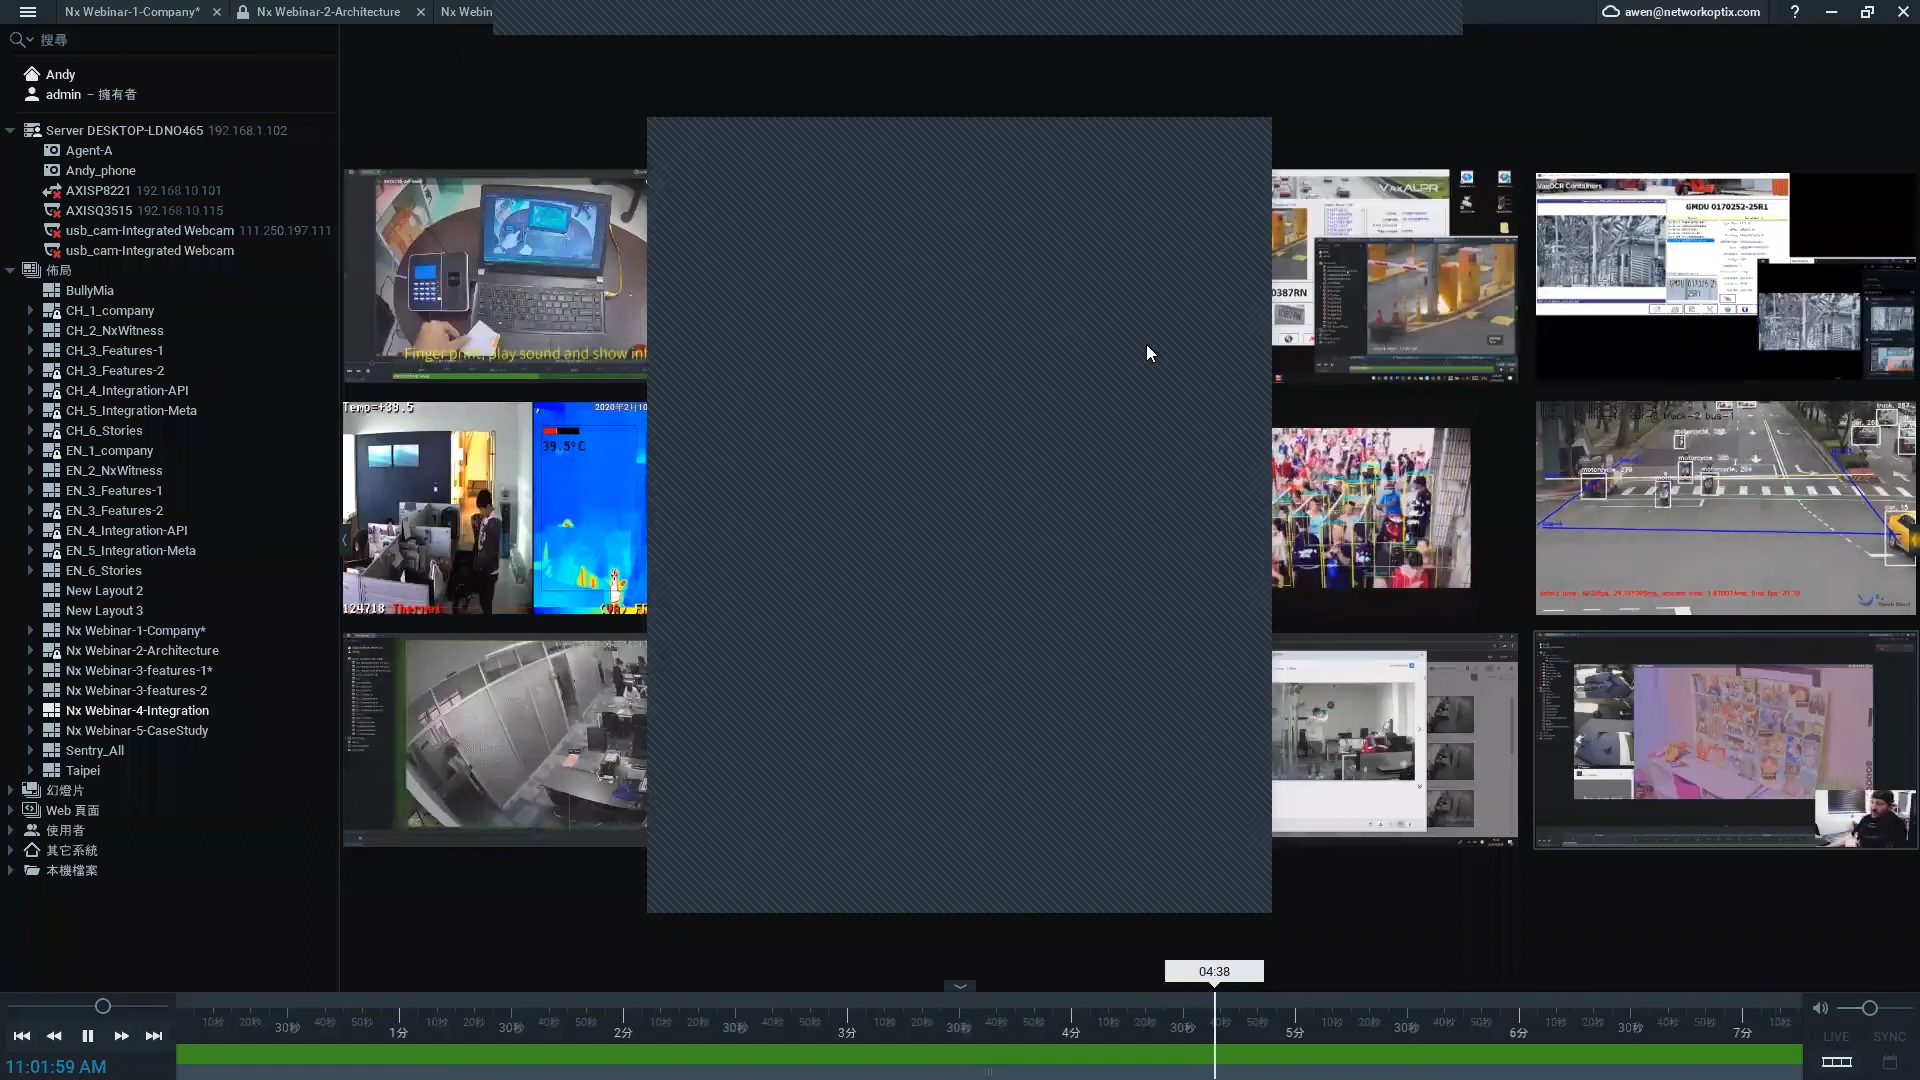 Nx Webinar-1-Company*
Nx Webinar-2-Architecture
Nx Webin
awen@networkoptix.com
?
搜尋
Andy
admin – 擁有者
Server DESKTOP-LDNO465 192.168.1.102
Agent-A
Andy_phone
AXISP8221 192.168.10.101
AXISQ3515 192.168.10.115
usb_cam-Integrated Webcam 111.250.197.111
usb_cam-Integrated Webcam
佈局
BullyMia
CH_1_company
CH_2_NxWitness
CH_3_Features-1
CH_3_Features-2
CH_4_Integration-API
CH_5_Integration-Meta
CH_6_Stories
EN_1_company
EN_2_NxWitness
EN_3_Features-1
EN_3_Features-2
EN_4_Integration-API
EN_5_Integration-Meta
EN_6_Stories
New Layout 2
New Layout 3
Nx Webinar-1-Company*
Nx Webinar-2-Architecture
Nx Webinar-3-features-1*
Nx Webinar-3-features-2
Nx Webinar-4-Integration
Nx Webinar-5-CaseStudy
Sentry_All
Taipei
幻燈片
Web 頁面
使用者
其它系統
本機檔案
Finger print, play sound and show inf
VaxALPR
0387RN
VaxOCR Containers
GMDU 0170252-25R1
Temp=+39.5
2020年2月10
39.5°C
124718 Thermal
04:38
10秒 20秒 30秒 40秒 50秒 1分 10秒 20秒 30秒 40秒 50秒 2分 10秒 20秒 30秒 40秒 50秒 3分 10秒 20秒 30秒 40秒 50秒 4分 10秒 20秒 30秒 40秒 50秒 5分 10秒 20秒 30秒 40秒 50秒 6分 10秒 20秒 30秒 40秒 50秒 7分 10秒
LIVE SYNC
11:01:59 AM